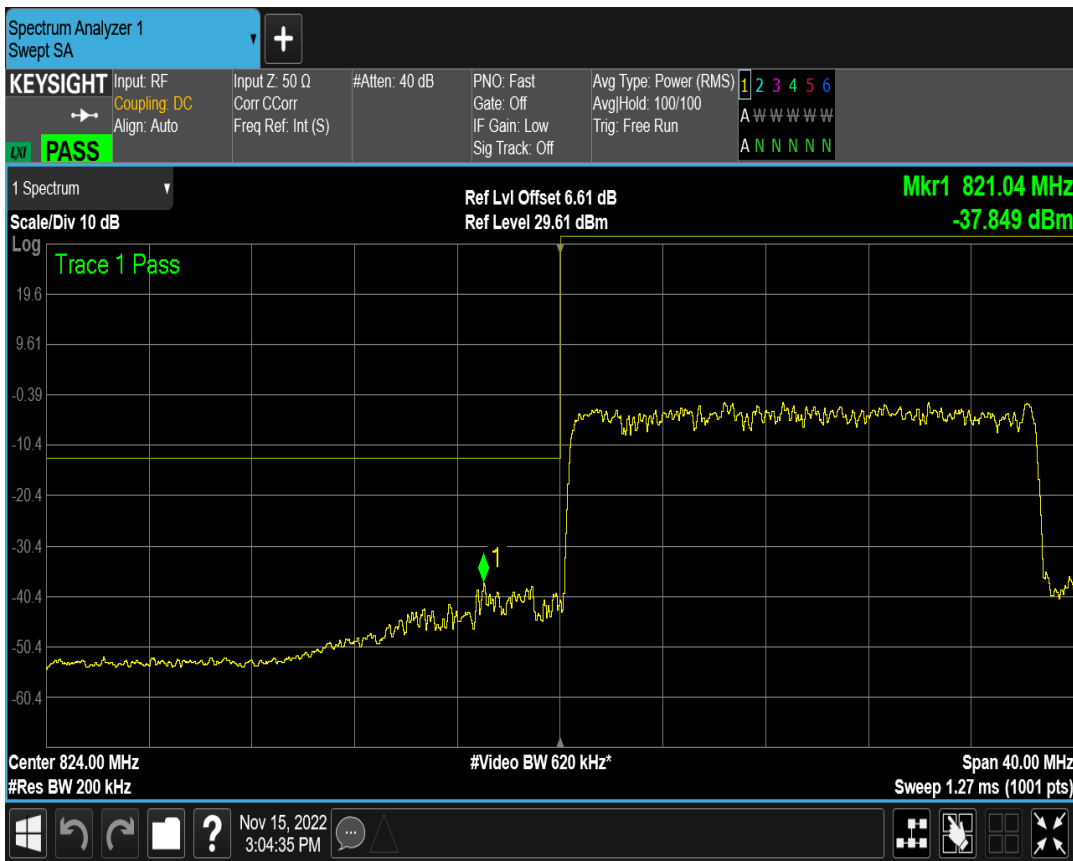 Spectrum Analyzer 1
Swept SA
KEYSIGHT
LXI PASS
Input: RF
Coupling: DC
Align: Auto
Input Z: 50 Ω
Corr CCorr
Freq Ref: Int (S)
#Atten: 40 dB
PNO: Fast
Gate: Off
IF Gain: Low
Sig Track: Off
Avg Type: Power (RMS)
Avg|Hold: 100/100
Trig: Free Run
1 2 3 4 5 6
A W W W W W
A N N N N N
1 Spectrum
Scale/Div 10 dB
Ref Lvl Offset 6.61 dB
Ref Level 29.61 dBm
Mkr1 821.04 MHz
-37.849 dBm
Log
Trace 1 Pass
19.6
9.61
-0.39
-10.4
-20.4
-30.4
1
-40.4
-50.4
-60.4
Center 824.00 MHz
#Res BW 200 kHz
#Video BW 620 kHz*
Span 40.00 MHz
Sweep 1.27 ms (1001 pts)
?
Nov 15, 2022
3:04:35 PM